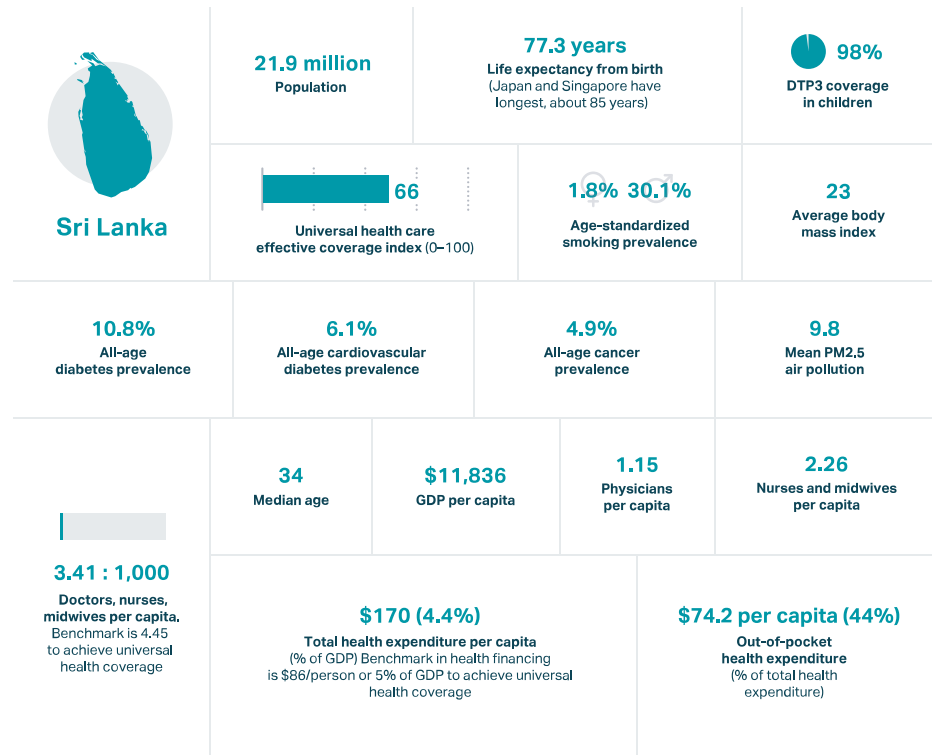 Sri Lanka
21.9 million
Population
77.3 years
Life expectancy from birth
(Japan and Singapore have
longest, about 85 years)
98%
DTP3 coverage
in children
66
Universal health care
effective coverage index (0–100)
1.8% 30.1%
Age-standardized
smoking prevalence
23
Average body
mass index
10.8%
All-age
diabetes prevalence
6.1%
All-age cardiovascular
diabetes prevalence
4.9%
All-age cancer
prevalence
9.8
Mean PM2.5
air pollution
3.41 : 1,000
Doctors, nurses,
midwives per capita.
Benchmark is 4.45
to achieve universal
health coverage
34
Median age
$11,836
GDP per capita
1.15
Physicians
per capita
2.26
Nurses and midwives
per capita
$170 (4.4%)
Total health expenditure per capita
(% of GDP) Benchmark in health financing
is $86/person or 5% of GDP to achieve universal
health coverage
$74.2 per capita (44%)
Out-of-pocket
health expenditure
(% of total health
expenditure)